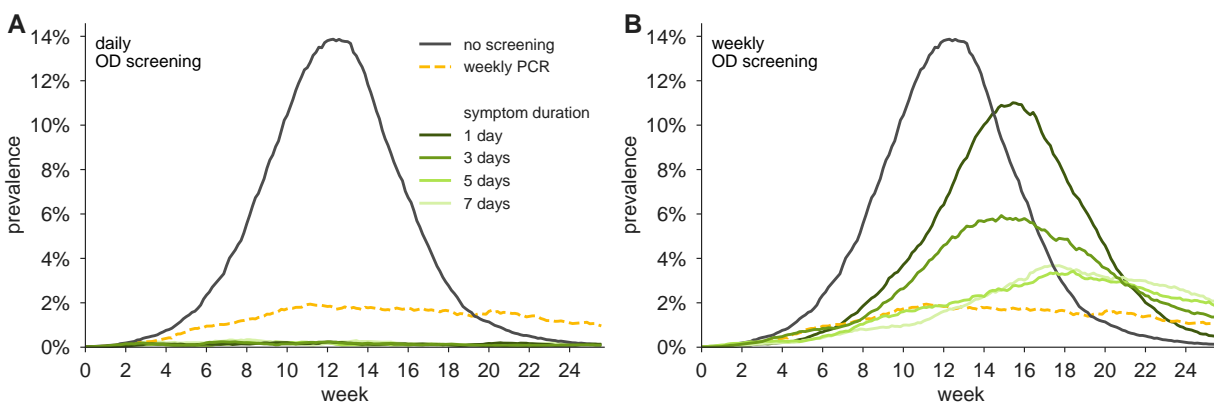 A
daily
OD screening
14%
12%
10%
8%
6%
4%
2%
0%
prevalence
no screening
weekly PCR
symptom duration
1 day
3 days
5 days
7 days
0 2 4 6 8 10 12 14 16 18 20 22 24
week
B
weekly
OD screening
14%
12%
10%
8%
6%
4%
2%
0%
prevalence
0 2 4 6 8 10 12 14 16 18 20 22 24
week